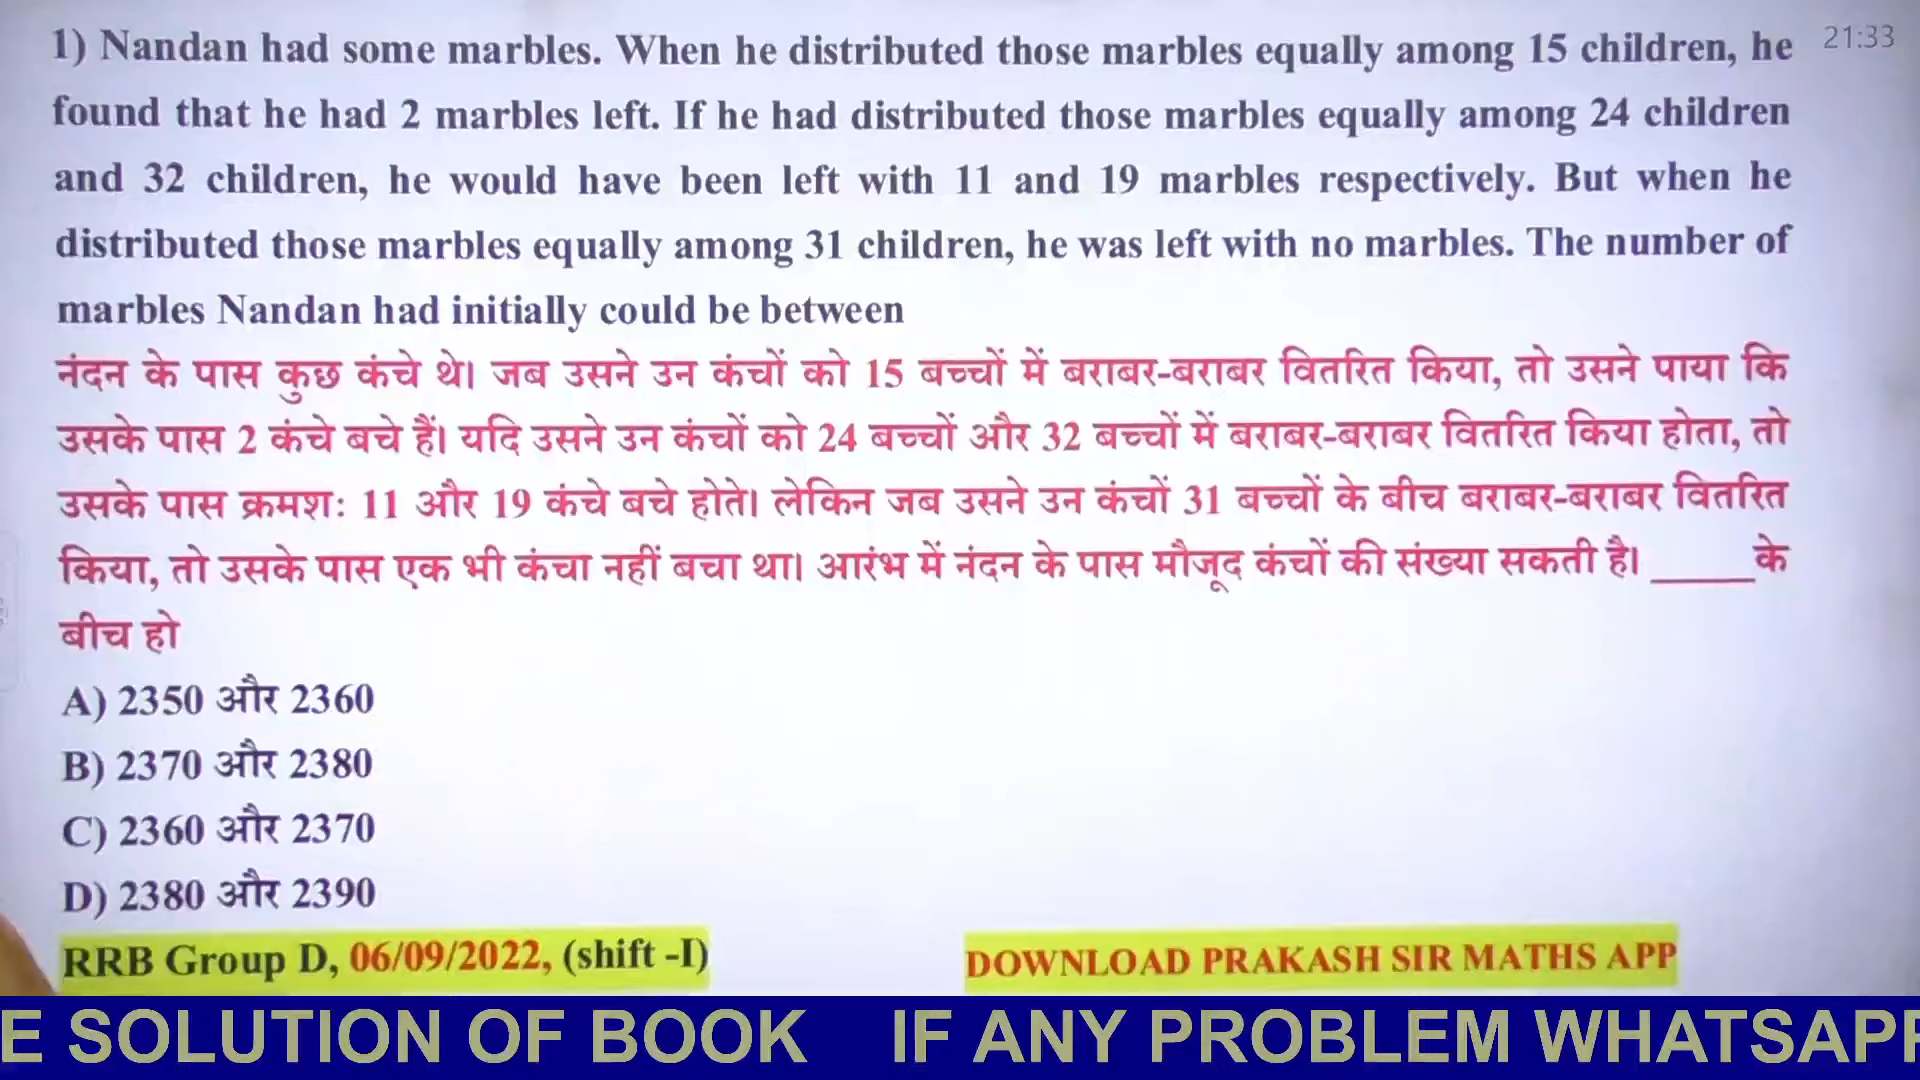 1) Nandan had some marbles. When he distributed those marbles equally among 15 children, he
21:33
found that he had 2 marbles left. If he had distributed those marbles equally among 24 children
and 32 children, he would have been left with 11 and 19 marbles respectively. But when he
distributed those marbles equally among 31 children, he was left with no marbles. The number of
marbles Nandan had initially could be between
नंदन के पास कुछ कंचे थे। जब उसने उन कंचों को 15 बच्चों में बराबर-बराबर वितरित किया, तो उसने पाया कि
उसके पास 2 कंचे बचे हैं। यदि उसने उन कंचों को 24 बच्चों और 32 बच्चों में बराबर-बराबर वितरित किया होता, तो
उसके पास क्रमशः 11 और 19 कंचे बचे होते। लेकिन जब उसने उन कंचों 31 बच्चों के बीच बराबर-बराबर वितरित
किया, तो उसके पास एक भी कंचा नहीं बचा था। आरंभ में नंदन के पास मौजूद कंचों की संख्या सकती है। _____के
बीच हो
A) 2350 और 2360
B) 2370 और 2380
C) 2360 और 2370
D) 2380 और 2390
RRB Group D, 06/09/2022, (shift -I)
DOWNLOAD PRAKASH SIR MATHS APP
E SOLUTION OF BOOK IF ANY PROBLEM WHATSAPP